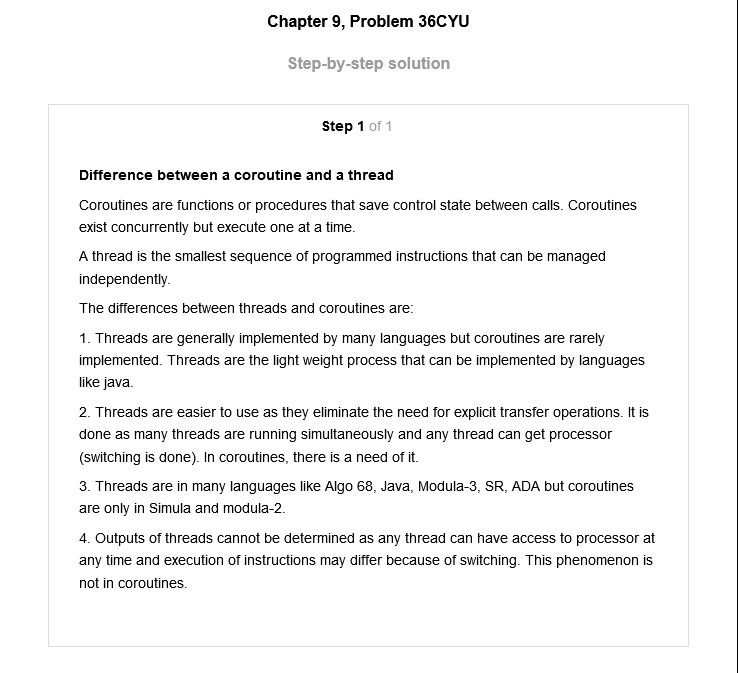 Chapter 9, Problem 36CYU
Step-by-step solution
Step 1 of 1
Difference between a coroutine and a thread
Coroutines are functions or procedures that save control state between calls. Coroutines
exist concurrently but execute one at a time.
A thread is the smallest sequence of programmed instructions that can be managed
independently.
The differences between threads and coroutines are:
1. Threads are generally implemented by many languages but coroutines are rarely
implemented. Threads are the light weight process that can be implemented by languages
like java.
2. Threads are easier to use as they eliminate the need for explicit transfer operations. It is
done as many threads are running simultaneously and any thread can get processor
(switching is done). In coroutines, there is a need of it.
3. Threads are in many languages like Algo 68, Java, Modula-3, SR, ADA but coroutines
are only in Simula and modula-2.
4. Outputs of threads cannot be determined as any thread can have access to processor at
any time and execution of instructions may differ because of switching. This phenomenon is
not in coroutines.